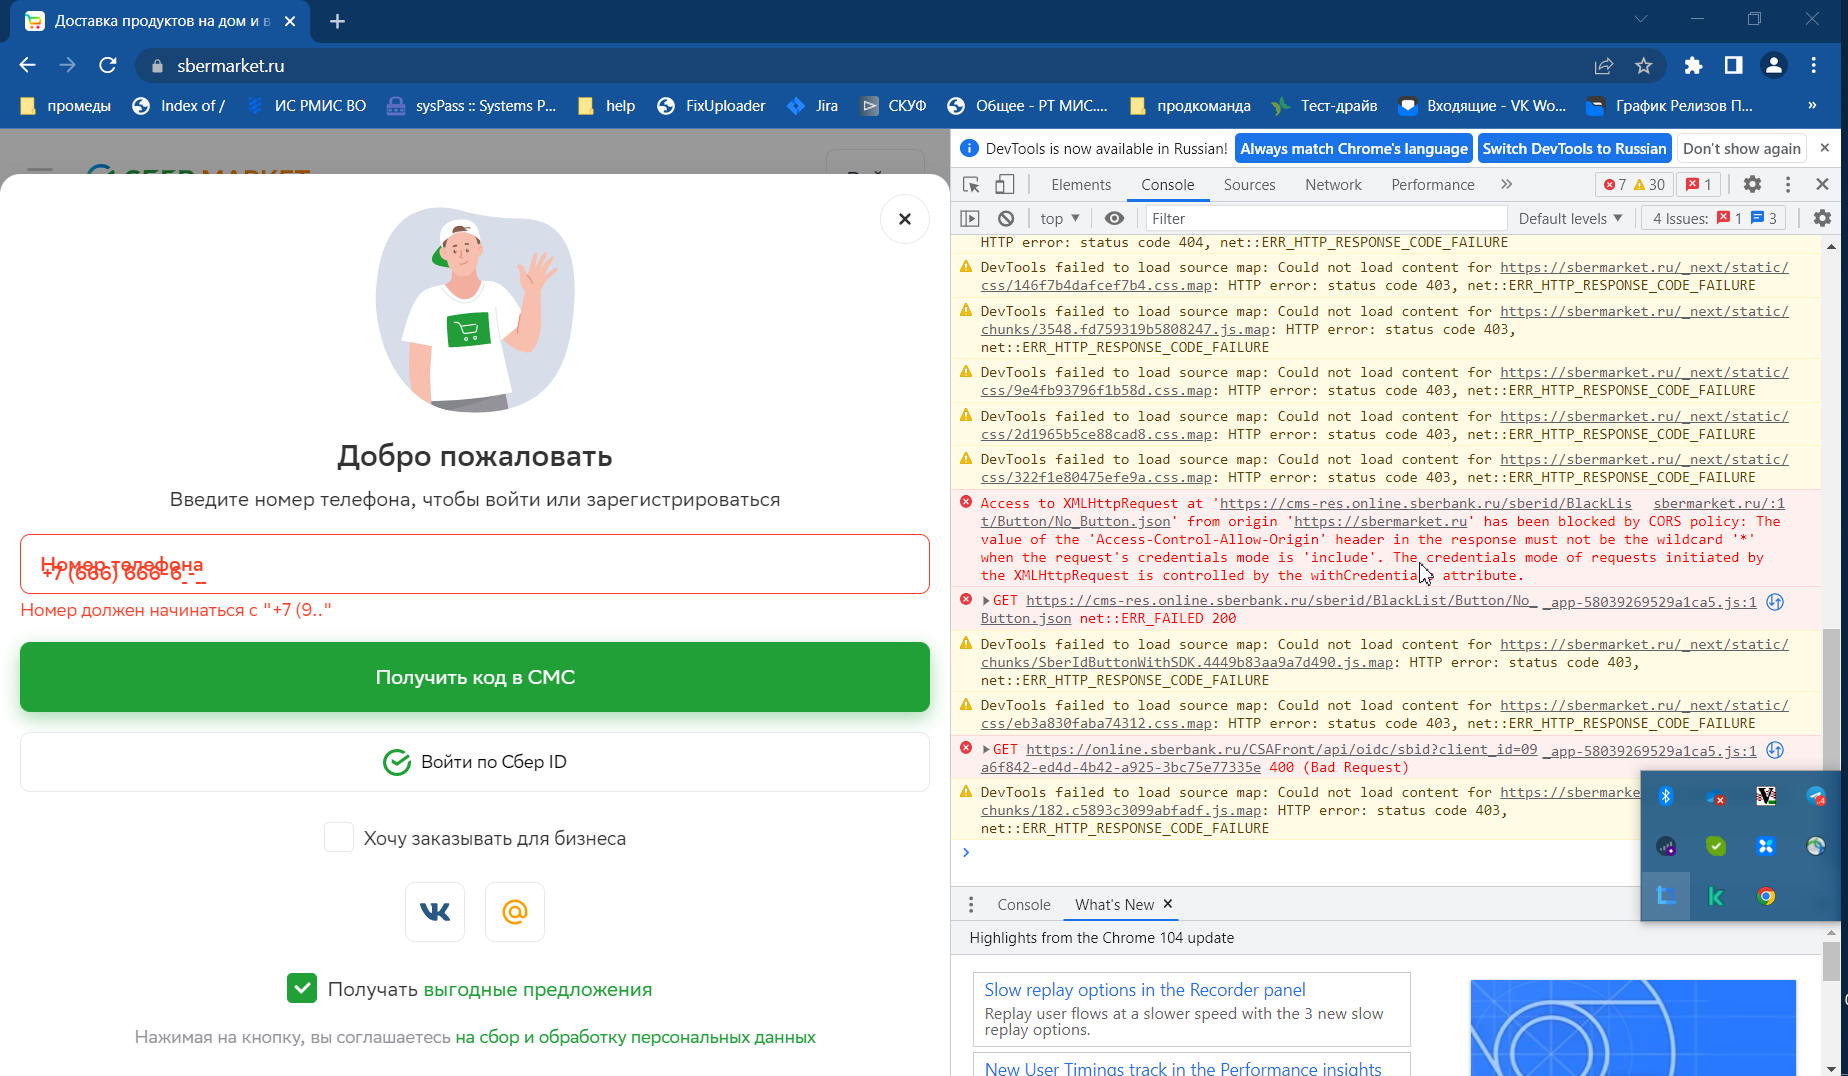 Доставка продуктов на дом и в
sbermarket.ru
промеды
Index of /
ИС РМИС ВО
sysPass :: Systems P...
help
FixUploader
Jira
СКУФ
Общее - РТ МИС....
продкоманда
Тест-драйв
Входящие - VK Wo...
График Релизов П...
»
Добро пожаловать
Введите номер телефона, чтобы войти или зарегистрироваться
Номер телефона
+7 (666) 666-6_-__
Номер должен начинаться с "+7 (9.."
Получить код в СМС
Войти по Сбер ID
Хочу заказывать для бизнеса
Получать выгодные предложения
Нажимая на кнопку, вы соглашаетесь на сбор и обработку персональных данных
DevTools is now available in Russian!
Always match Chrome's language
Switch DevTools to Russian
Don't show again
Elements
Console
Sources
Network
Performance
»
7
30
1
top
Filter
Default levels
4 Issues:
1
3
HTTP error: status code 404, net::ERR_HTTP_RESPONSE_CODE_FAILURE
DevTools failed to load source map: Could not load content for https://sbermarket.ru/_next/static/
css/146f7b4dafcef7b4.css.map: HTTP error: status code 403, net::ERR_HTTP_RESPONSE_CODE_FAILURE
DevTools failed to load source map: Could not load content for https://sbermarket.ru/_next/static/
chunks/3548.fd759319b5808247.js.map: HTTP error: status code 403,
net::ERR_HTTP_RESPONSE_CODE_FAILURE
DevTools failed to load source map: Could not load content for https://sbermarket.ru/_next/static/
css/9e4fb93796f1b58d.css.map: HTTP error: status code 403, net::ERR_HTTP_RESPONSE_CODE_FAILURE
DevTools failed to load source map: Could not load content for https://sbermarket.ru/_next/static/
css/2d1965b5ce88cad8.css.map: HTTP error: status code 403, net::ERR_HTTP_RESPONSE_CODE_FAILURE
DevTools failed to load source map: Could not load content for https://sbermarket.ru/_next/static/
css/322f1e80475efe9a.css.map: HTTP error: status code 403, net::ERR_HTTP_RESPONSE_CODE_FAILURE
Access to XMLHttpRequest at 'https://cms-res.online.sberbank.ru/sberid/BlackLis sbermarket.ru/:1
t/Button/No_Button.json' from origin 'https://sbermarket.ru' has been blocked by CORS policy: The
value of the 'Access-Control-Allow-Origin' header in the response must not be the wildcard '*'
when the request's credentials mode is 'include'. The credentials mode of requests initiated by
the XMLHttpRequest is controlled by the withCredentials attribute.
GET https://cms-res.online.sberbank.ru/sberid/BlackList/Button/No_ _app-58039269529a1ca5.js:1
Button.json net::ERR_FAILED 200
DevTools failed to load source map: Could not load content for https://sbermarket.ru/_next/static/
chunks/SberIdButtonWithSDK.4449b83aa9a7d490.js.map: HTTP error: status code 403,
net::ERR_HTTP_RESPONSE_CODE_FAILURE
DevTools failed to load source map: Could not load content for https://sbermarket.ru/_next/static/
css/eb3a830faba74312.css.map: HTTP error: status code 403, net::ERR_HTTP_RESPONSE_CODE_FAILURE
GET https://online.sberbank.ru/CSAFront/api/oidc/sbid?client_id=09 _app-58039269529a1ca5.js:1
a6f842-ed4d-4b42-a925-3bc75e77335e 400 (Bad Request)
DevTools failed to load source map: Could not load content for https://sbermarke
chunks/182.c5893c3099abfadf.js.map: HTTP error: status code 403,
net::ERR_HTTP_RESPONSE_CODE_FAILURE
Console
What's New
Highlights from the Chrome 104 update
Slow replay options in the Recorder panel
Replay user flows at a slower speed with the 3 new slow
replay options.
New User Timings track in the Performance insights